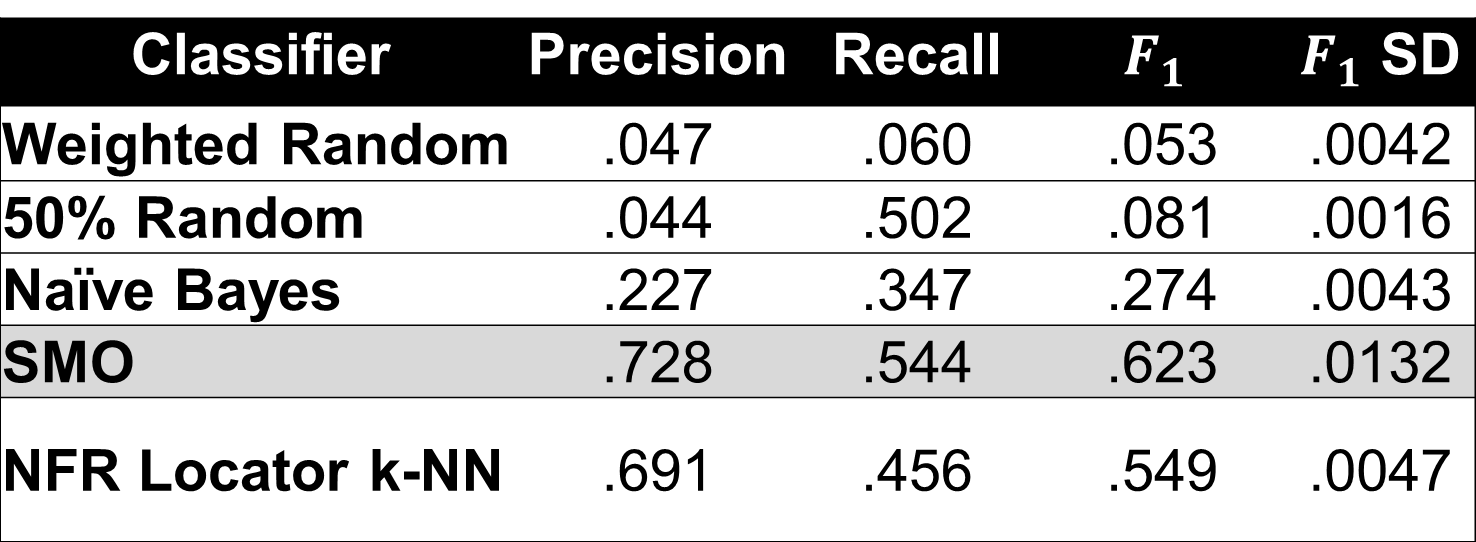 Classifier Precision Recall F₁ F₁ SD
Weighted Random .047 .060 .053 .0042
50% Random .044 .502 .081 .0016
Naïve Bayes .227 .347 .274 .0043
SMO .728 .544 .623 .0132
NFR Locator k-NN .691 .456 .549 .0047